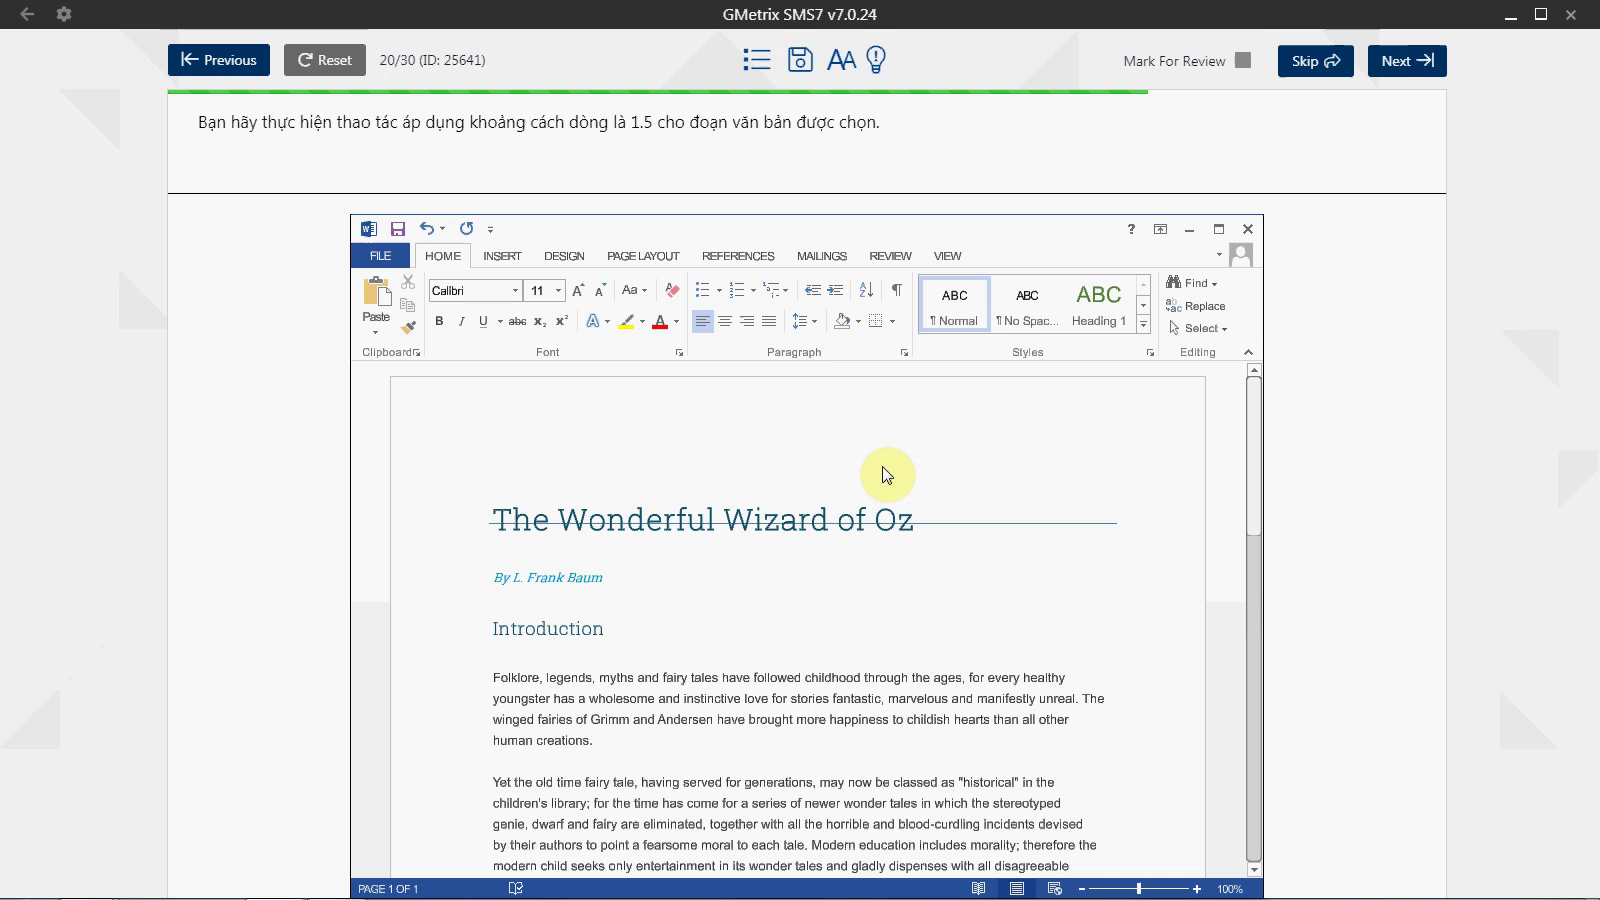 GMetrix SMS7 v7.0.24
Previous
Reset
20/30 (ID: 25641)
AA
Mark For Review
Skip
Next
Bạn hãy thực hiện thao tác áp dụng khoảng cách dòng là 1.5 cho đoạn văn bản được chọn.
?
FILE
HOME
INSERT
DESIGN
PAGE LAYOUT
REFERENCES
MAILINGS
REVIEW
VIEW
Paste
Clipboard
Calibri
11
A A
Aa
B I U abc x₂ x²
A
A
Font
Paragraph
ABC
¶ Normal
ABC
¶ No Spac...
ABC
Heading 1
Styles
Find
Replace
Select
Editing
The Wonderful Wizard of Oz
By L. Frank Baum
Introduction
Folklore, legends, myths and fairy tales have followed childhood through the ages, for every healthy
youngster has a wholesome and instinctive love for stories fantastic, marvelous and manifestly unreal. The
winged fairies of Grimm and Andersen have brought more happiness to childish hearts than all other
human creations.
Yet the old time fairy tale, having served for generations, may now be classed as "historical" in the
children's library; for the time has come for a series of newer wonder tales in which the stereotyped
genie, dwarf and fairy are eliminated, together with all the horrible and blood-curdling incidents devised
by their authors to point a fearsome moral to each tale. Modern education includes morality; therefore the
modern child seeks only entertainment in its wonder tales and gladly dispenses with all disagreeable
PAGE 1 OF 1
100%